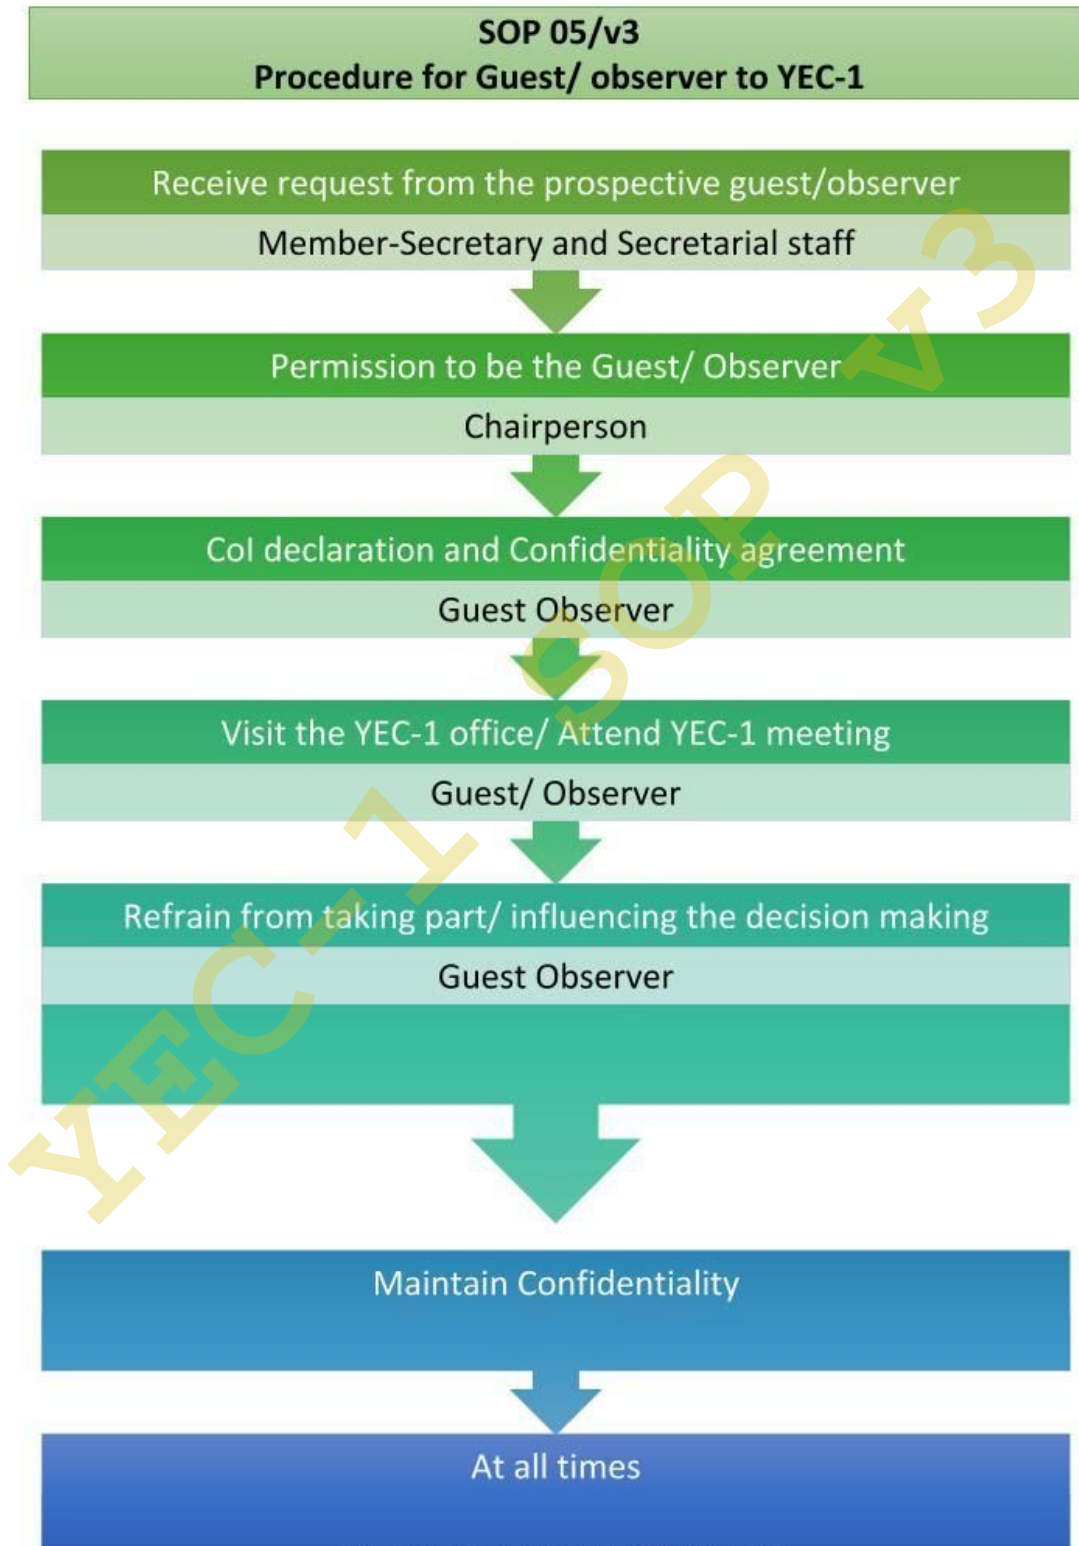 SOP 05/v3
Procedure for Guest/ observer to YEC-1
Receive request from the prospective guest/observer
Member-Secretary and Secretarial staff
Permission to be the Guest/ Observer
Chairperson
CoI declaration and Confidentiality agreement
Guest Observer
Visit the YEC-1 office/ Attend YEC-1 meeting
Guest/ Observer
Refrain from taking part/ influencing the decision making
Guest Observer
Maintain Confidentiality
At all times
YEC-1 SOP v3